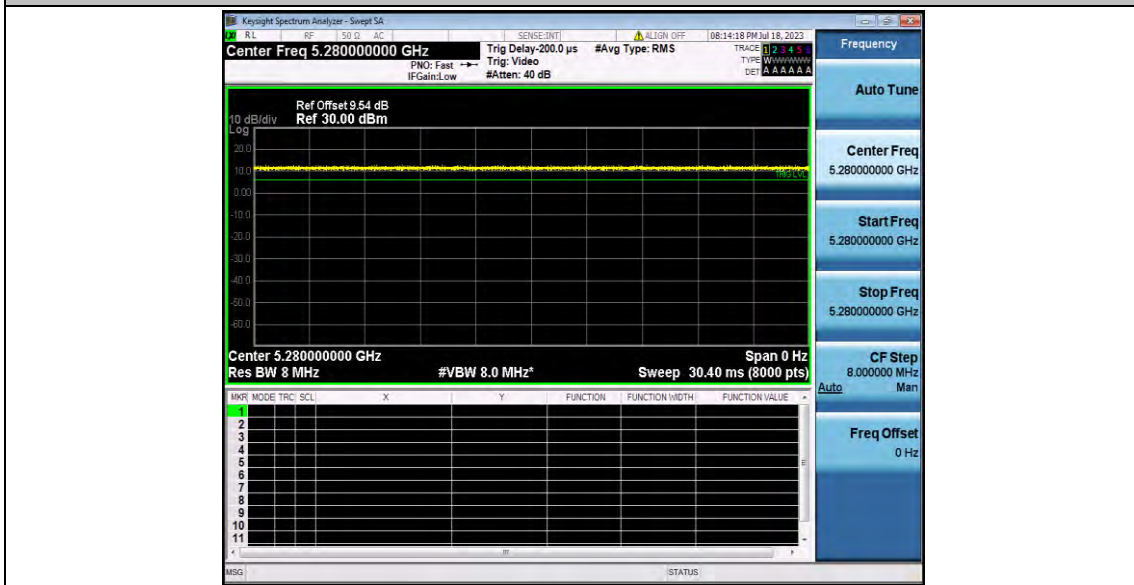 Keysight Spectrum Analyzer - Swept SA
RL RF 50 Ω AC SENSE:INT ALIGN OFF 08:14:18 PM Jul 18, 2023
Center Freq 5.280000000 GHz
PNO: Fast
IFGain:Low
Trig Delay-200.0 µs
Trig: Video
#Atten: 40 dB
#Avg Type: RMS
TRACE 1 2 3 4 5 6
TYPE WWWWWW
DET A A A A A A
Ref Offset 9.54 dB
10 dB/div Ref 30.00 dBm
Log
20.0
10.0
TRIG LVL
0.00
-10.0
-20.0
-30.0
-40.0
-50.0
-60.0
Center 5.280000000 GHz Span 0 Hz
Res BW 8 MHz #VBW 8.0 MHz* Sweep 30.40 ms (8000 pts)
MKR MODE TRC SCL X Y FUNCTION FUNCTION WIDTH FUNCTION VALUE
1
2
3
4
5
6
7
8
9
10
11
MSG STATUS
Frequency
Auto Tune
Center Freq
5.280000000 GHz
Start Freq
5.280000000 GHz
Stop Freq
5.280000000 GHz
CF Step
8.000000 MHz
Auto Man
Freq Offset
0 Hz